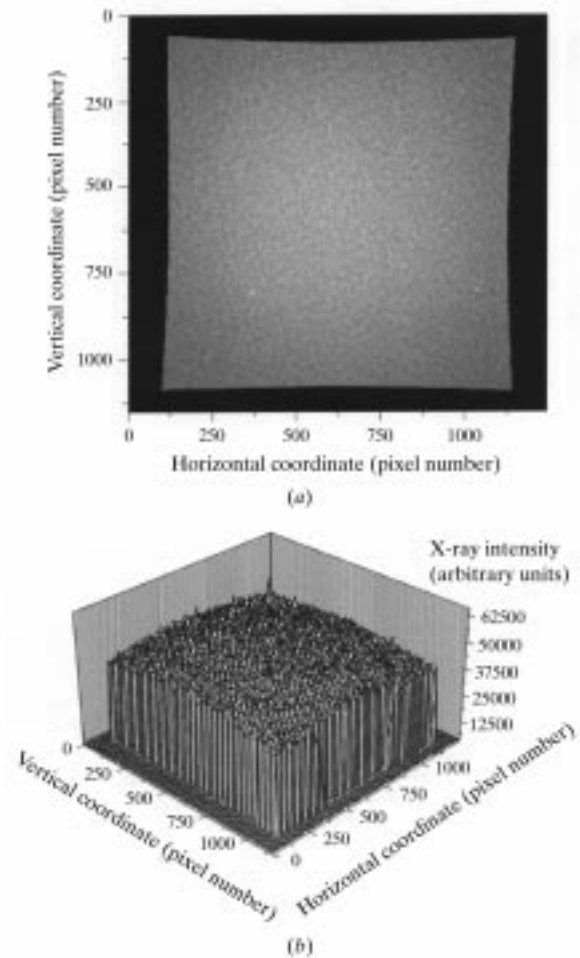 0
250
500
750
1000
Vertical coordinate (pixel number)
0 250 500 750 1000
Horizontal coordinate (pixel number)
(a)
X-ray intensity
(arbitrary units)
62500
50000
37500
25000
12500
0
250
500
750
1000
Vertical coordinate (pixel number)
0
250
500
750
1000
Horizontal coordinate (pixel number)
(b)